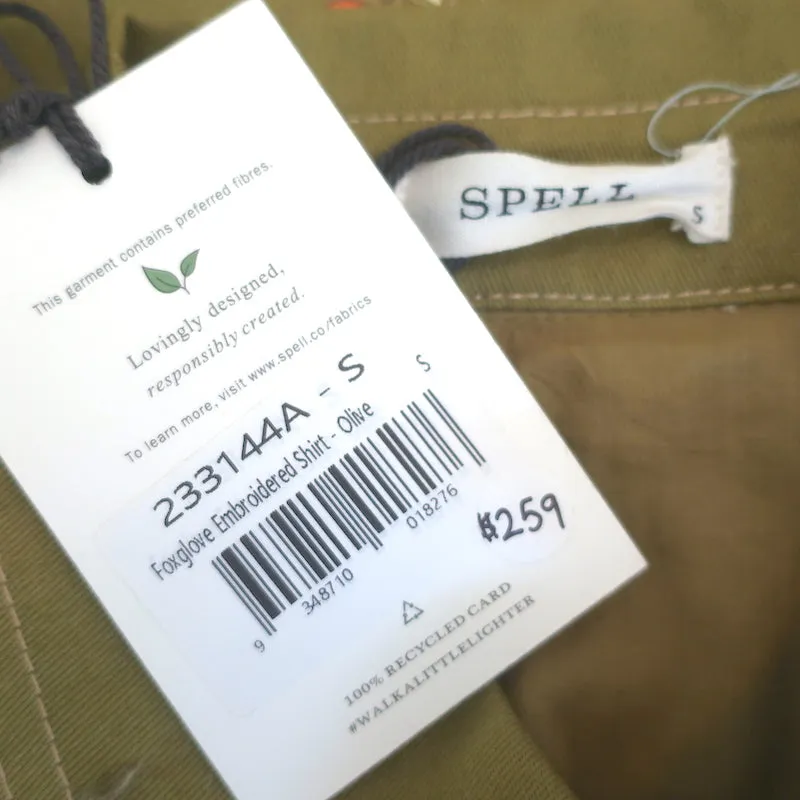 This garment contains preferred fibres.
Lovingly designed,
responsibly created.
To learn more, visit www.spell.co/fabrics
233144A - S
S
Foxglove Embroidered Shirt - Olive
9 348710 018276
$259
100% RECYCLED CARD
#WALKALITTLELIGHTER
SPELL
S